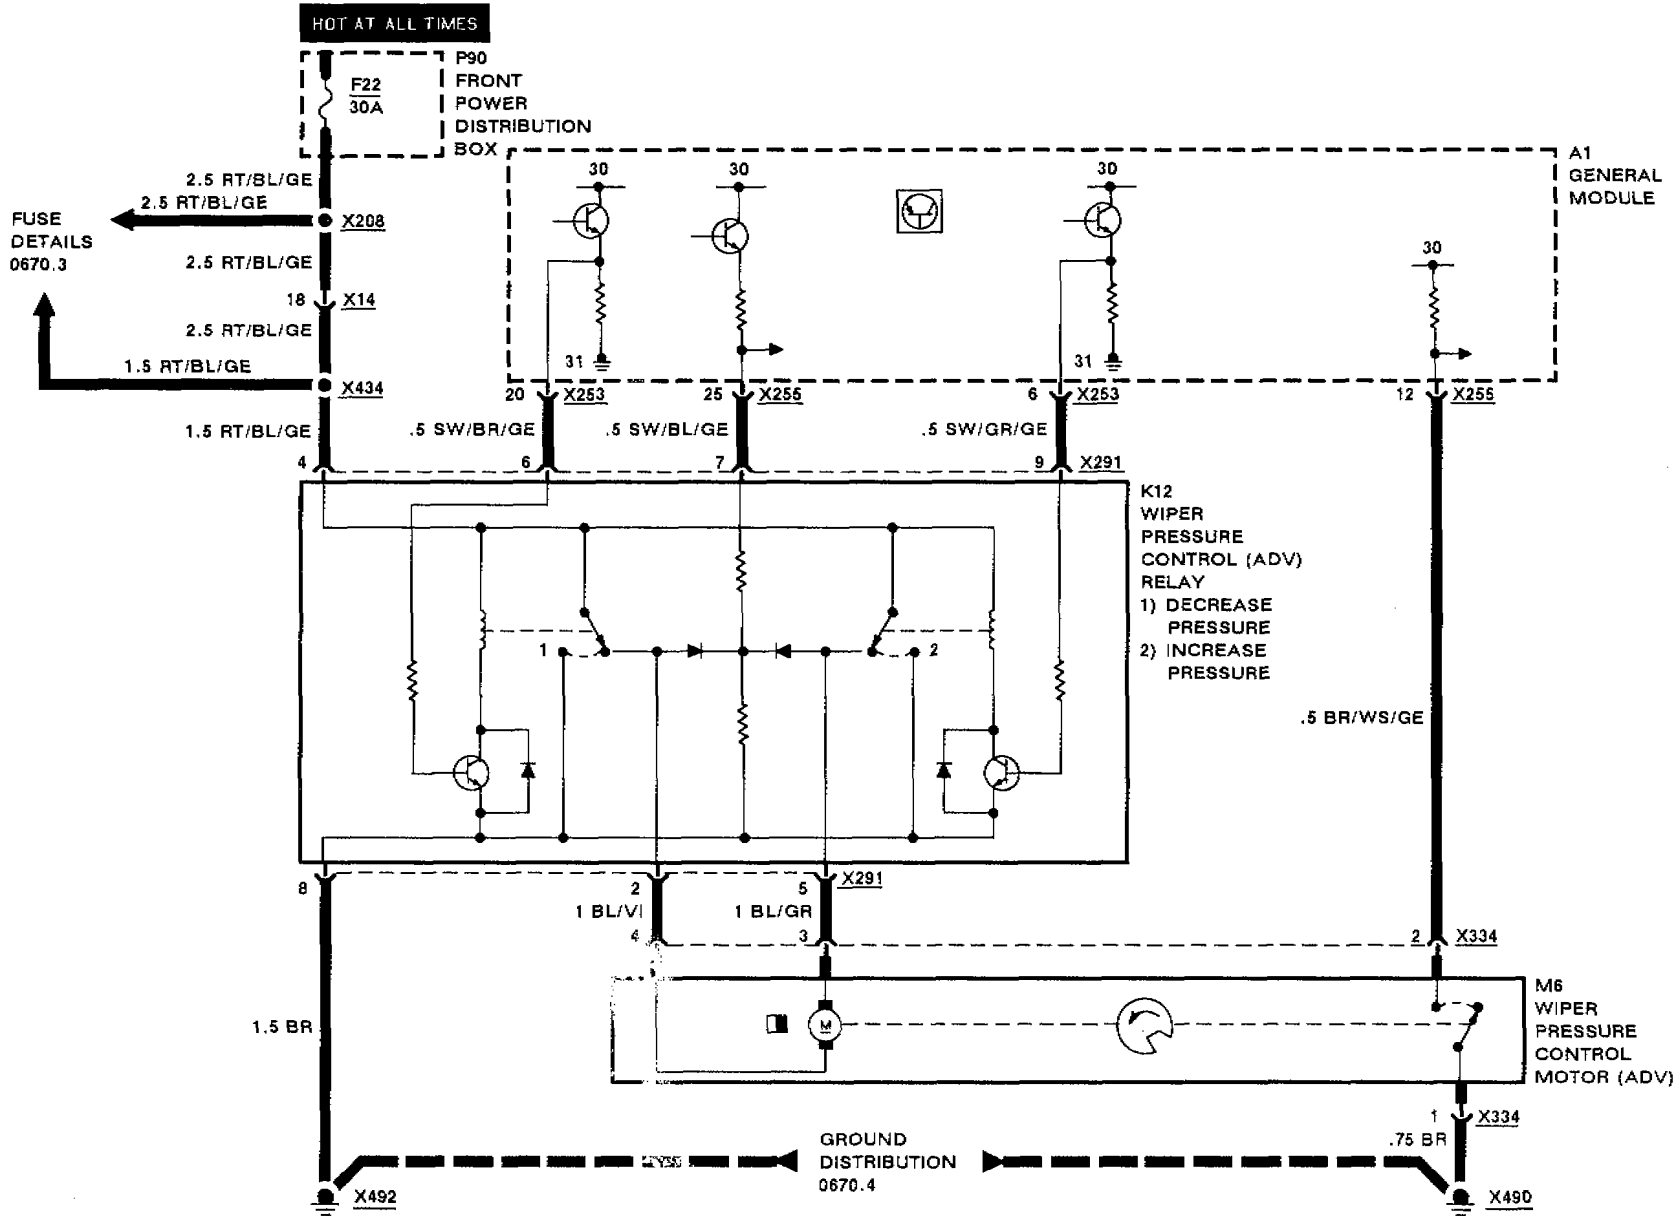 HOT AT ALL TIMES
F22
30A
P90
FRONT
POWER
DISTRIBUTION
BOX
2.5 RT/BL/GE
2.5 RT/BL/GE
X208
FUSE
DETAILS
0670.3
2.5 RT/BL/GE
18 X14
2.5 RT/BL/GE
1.5 RT/BL/GE
X434
1.5 RT/BL/GE
30
30
30
30
31
31
A1
GENERAL
MODULE
20 X253
25 X255
6 X253
12 X255
.5 SW/BR/GE
.5 SW/BL/GE
.5 SW/GR/GE
4
6
7
9 X291
K12
WIPER
PRESSURE
CONTROL (ADV)
RELAY
1) DECREASE
PRESSURE
2) INCREASE
PRESSURE
1
2
.5 BR/WS/GE
8
2
5 X291
1 BL/VI
1 BL/GR
4
3
2 X334
M
M6
WIPER
PRESSURE
CONTROL
MOTOR (ADV)
1.5 BR
1 X334
.75 BR
GROUND
DISTRIBUTION
0670.4
X492
X490